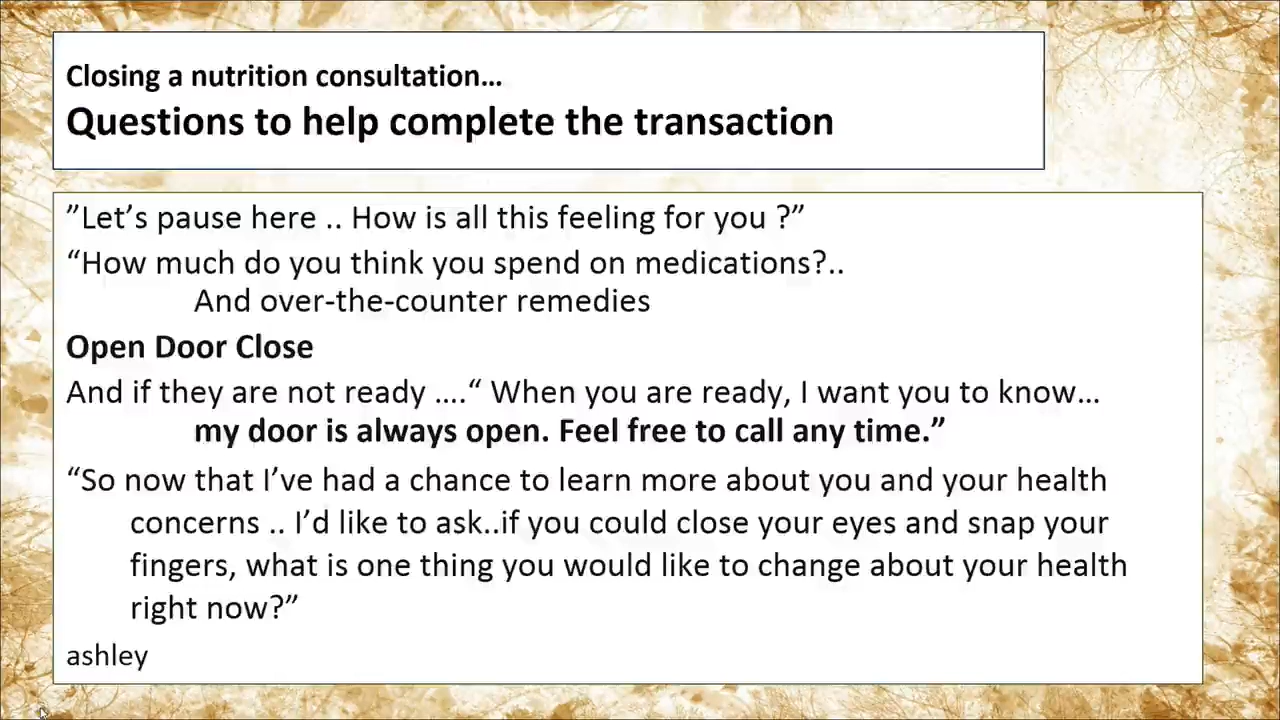 Closing a nutrition consultation...
Questions to help complete the transaction
”Let’s pause here .. How is all this feeling for you ?”
“How much do you think you spend on medications?..
And over-the-counter remedies
Open Door Close
And if they are not ready ....“ When you are ready, I want you to know...
my door is always open. Feel free to call any time.”
“So now that I’ve had a chance to learn more about you and your health
concerns .. I’d like to ask..if you could close your eyes and snap your
fingers, what is one thing you would like to change about your health
right now?”
ashley